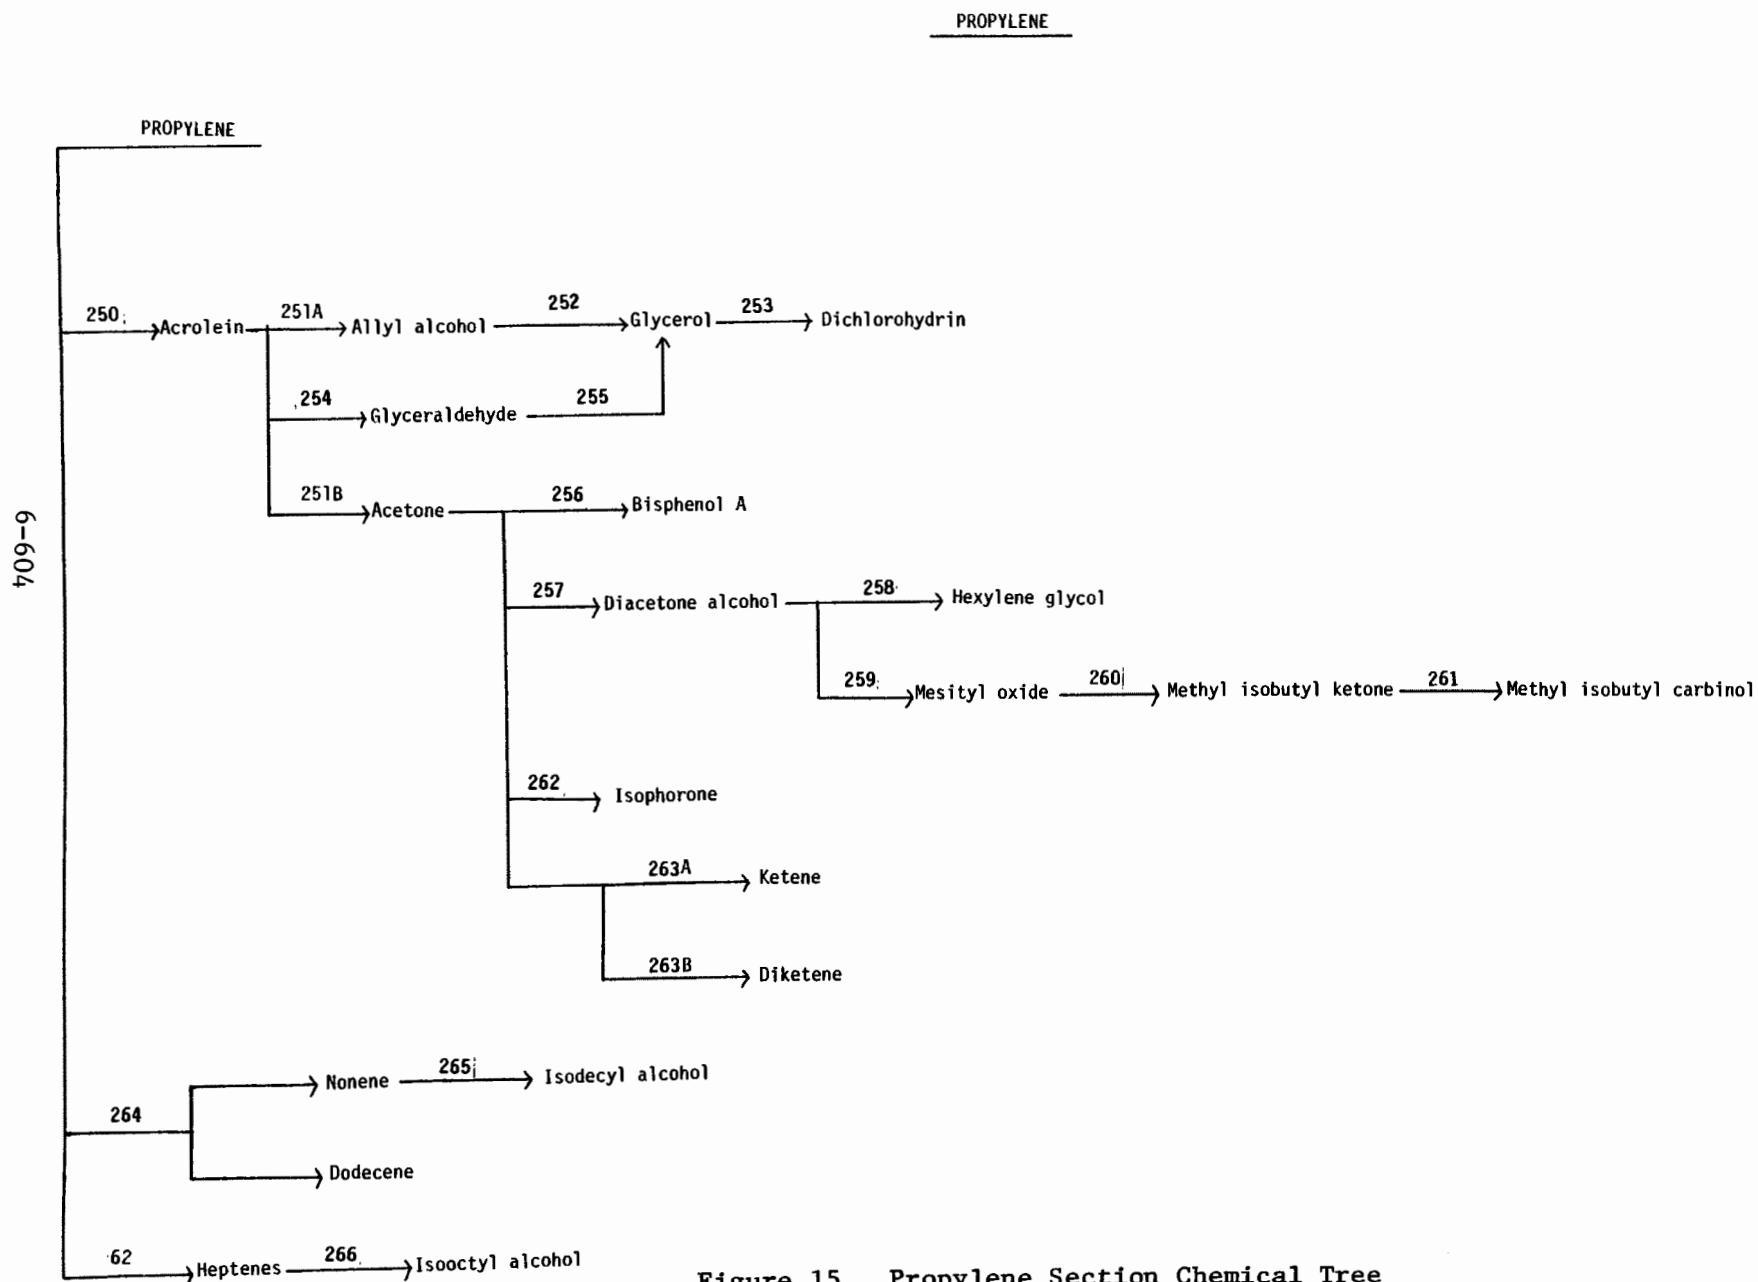 PROPYLENE
PROPYLENE
250 Acrolein 251A Allyl alcohol 252 Glycerol 253 Dichlorohydrin
254 Glyceraldehyde 255
251B Acetone 256 Bisphenol A
6-604
257 Diacetone alcohol 258 Hexylene glycol
259 Mesityl oxide 260 Methyl isobutyl ketone 261 Methyl isobutyl carbinol
262 Isophorone
263A Ketene
263B Diketene
Nonene 265 Isodecyl alcohol
264
Dodecene
62 Heptenes 266 Isooctyl alcohol
Figure 15. Propylene Section Chemical Tree